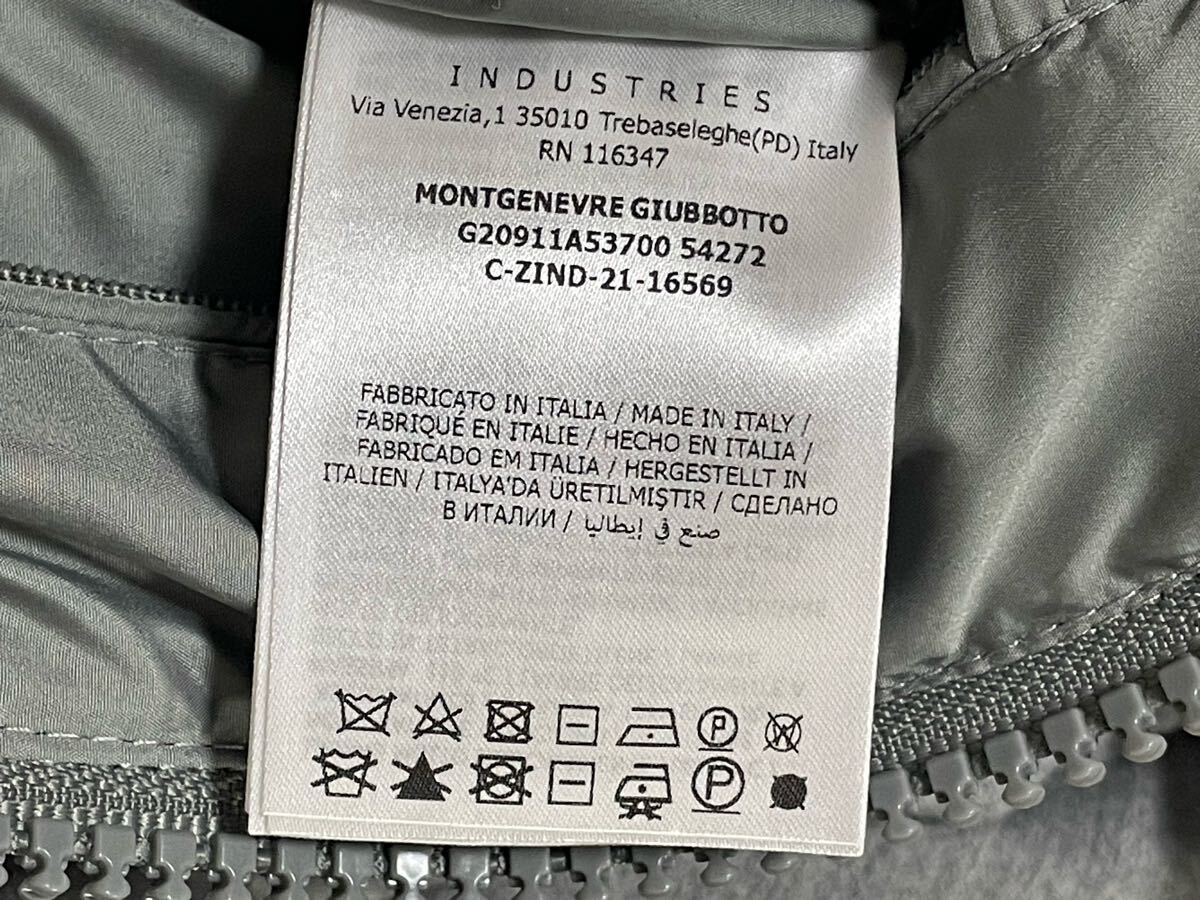 INDUSTRIES
Via Venezia,1 35010 Trebaseleghe(PD) Italy
RN 116347
MONTGENEVRE GIUBBOTTO
G20911A53700 54272
C-ZIND-21-16569
FABBRICATO IN ITALIA / MADE IN ITALY /
FABRIQUÉ EN ITALIE / HECHO EN ITALIA /
FABRICADO EM ITALIA / HERGESTELLT IN
ITALIEN / ITALYA'DA ÜRETILMIŞTIR / СДЕЛАНО
В ИТАЛИИ / صنع في إيطاليا
P W
P